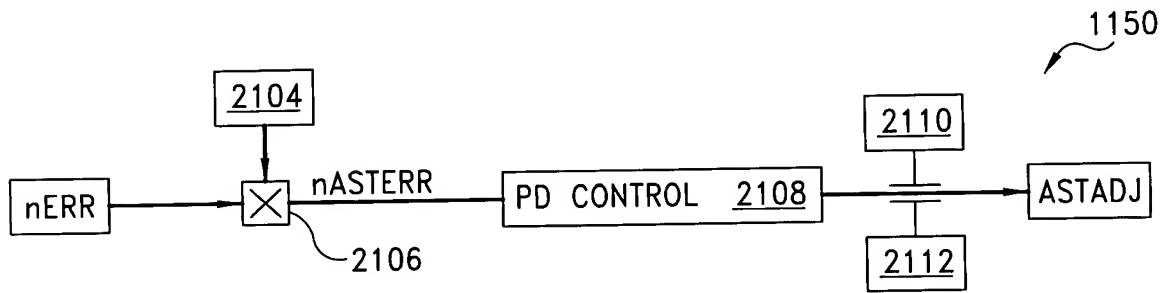 1150
2104
2110
nERR
nASTERR
PD CONTROL 2108
ASTADJ
2106
2112